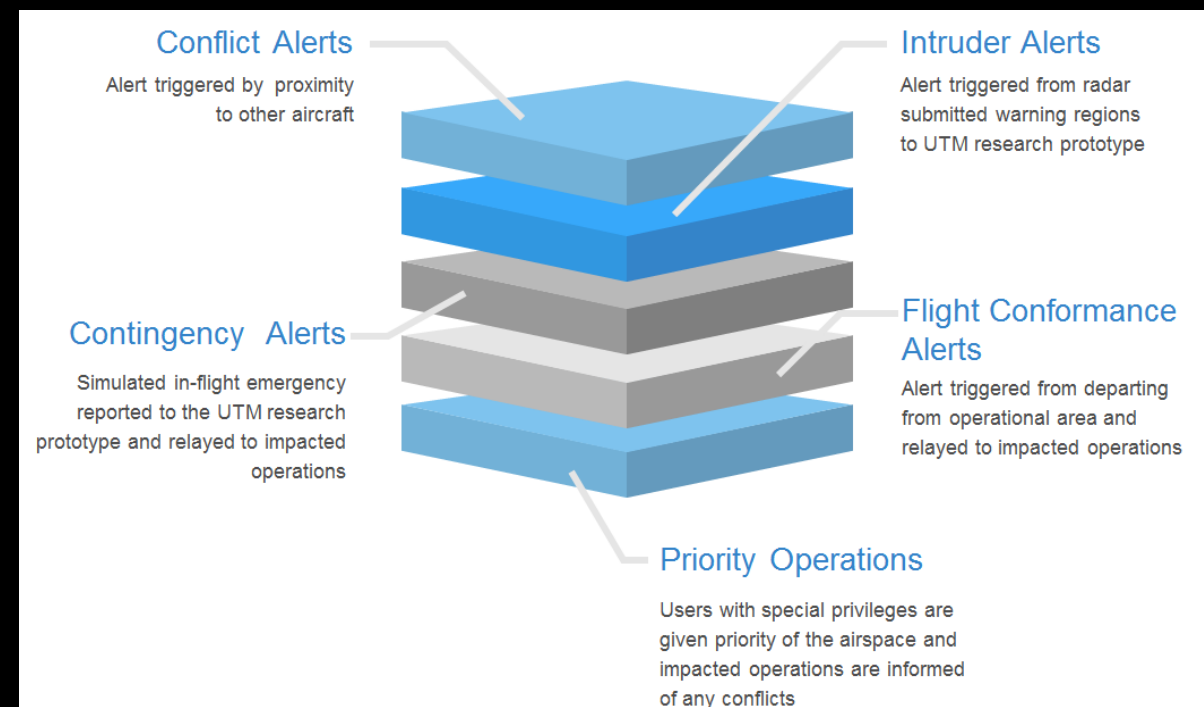 Conflict Alerts
Alert triggered by proximity
to other aircraft
Intruder Alerts
Alert triggered from radar
submitted warning regions
to UTM research prototype
Contingency Alerts
Simulated in-flight emergency
reported to the UTM research
prototype and relayed to impacted
operations
Flight Conformance
Alerts
Alert triggered from departing
from operational area and
relayed to impacted operations
Priority Operations
Users with special privileges are
given priority of the airspace and
impacted operations are informed
of any conflicts